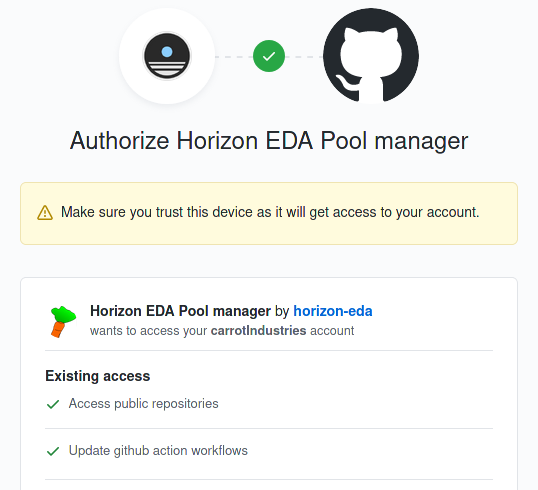 Authorize Horizon EDA Pool manager
Make sure you trust this device as it will get access to your account.
Horizon EDA Pool manager by horizon-eda
wants to access your carrotIndustries account
Existing access
Access public repositories
Update github action workflows